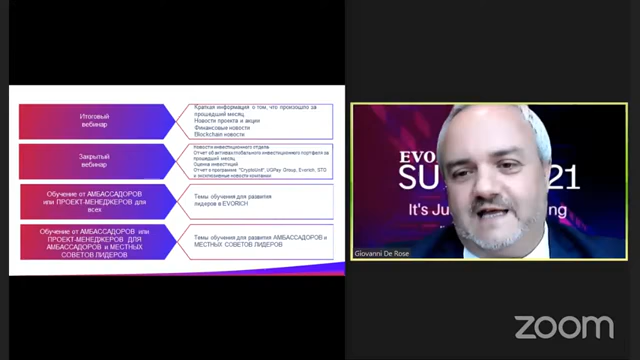 Итоговый
вебинар
Краткая информация о том, что произошло за
прошедший месяц
Новости проекта и акции
Финансовые новости
Blockchain новости
Закрытый
вебинар
Новости инвестиционного отдела
Отчет об активах глобального инвестиционного портфеля за
прошедший месяц
Оценка инвестиций
Отчет о программе "CryptoUnit", UGPay Group, Evorich, STO
и эксклюзивные новости компании
Обучение от АМБАССАДОРОВ
или ПРОЕКТ-МЕНЕДЖЕРОВ для
всех
Темы обучения для развития
лидеров в EVORICH
Обучение от АМБАССАДОРОВ или
ПРОЕКТ-МЕНЕДЖЕРОВ ДЛЯ
АМБАССАДОРОВ И МЕСТНЫХ
СОВЕТОВ ЛИДЕРОВ
Темы обучения для развития АМБАССАДОРОВ и
МЕСТНЫХ СОВЕТОВ ЛИДЕРОВ
EVO
SU 21
It's Ju ng
Giovanni De Rose
zoom